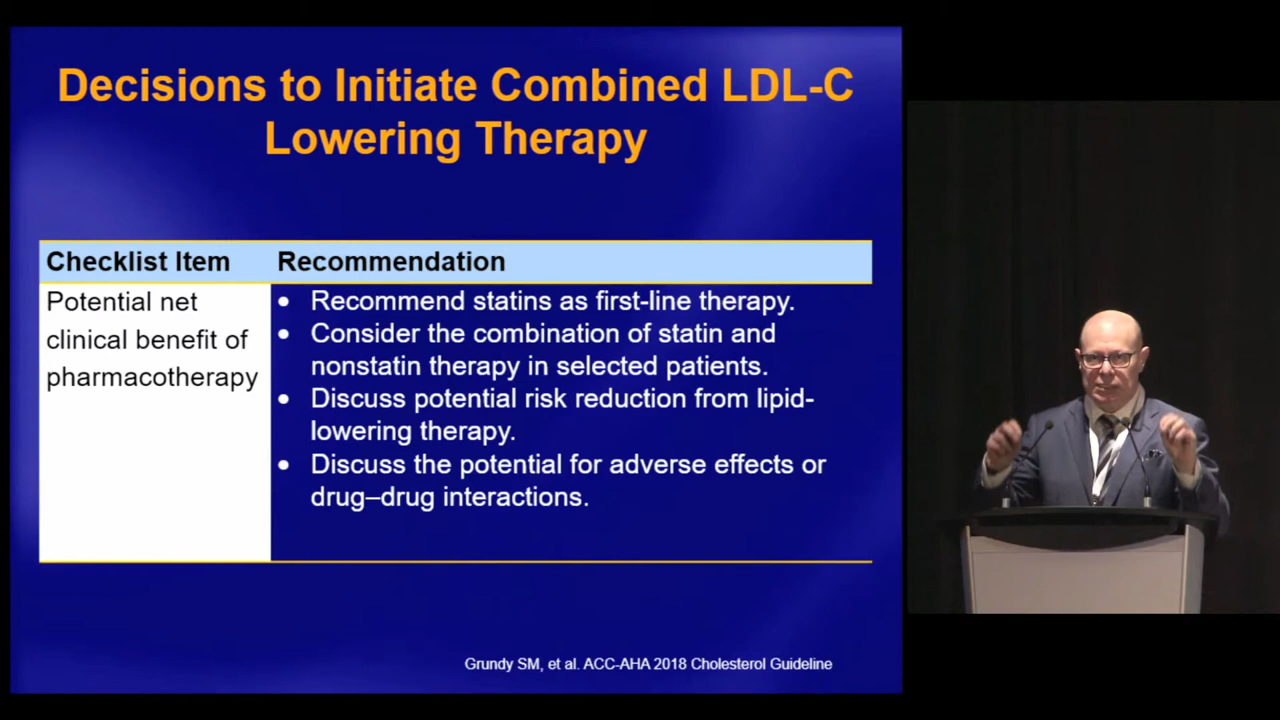 Decisions to Initiate Combined LDL-C
Lowering Therapy
Checklist Item
Recommendation
Potential net
clinical benefit of
pharmacotherapy
• Recommend statins as first-line therapy.
• Consider the combination of statin and
nonstatin therapy in selected patients.
• Discuss potential risk reduction from lipid-
lowering therapy.
• Discuss the potential for adverse effects or
drug–drug interactions.
Grundy SM, et al. ACC-AHA 2018 Cholesterol Guideline